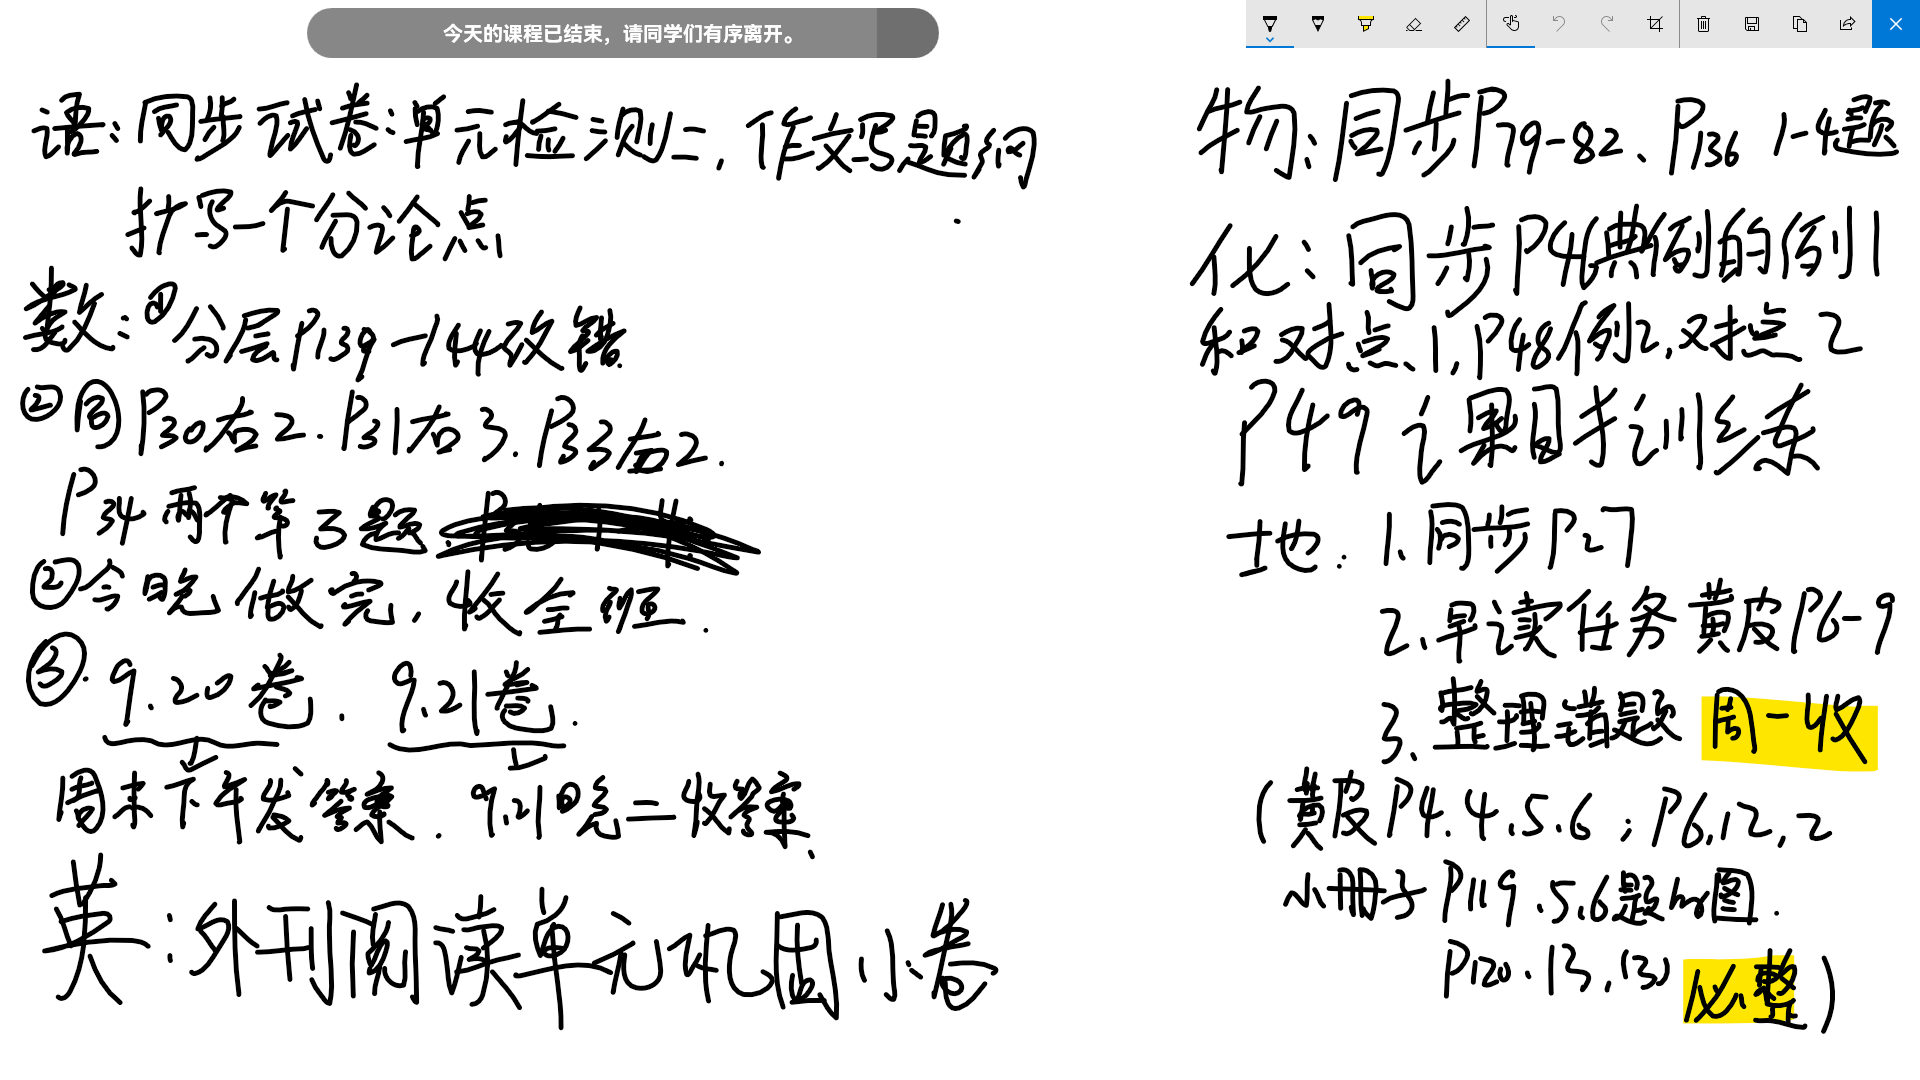 今天的课程已结束，请同学们有序离开。
语：同步试卷：单元检测二，作文写题纲
抄写一个分论点
数：①分层P139-144改错.
②同P30右2. P31右3. P33右2.
P34两个第3题.
②今晚做完，收全班.
③. 9.20卷. 9.21卷.
周末下午发答案. 9.21日晚二收答案.
英：外刊阅读单元巩固小卷
物：同步P79-82、P136 1-4题
化：同步P46典例的例1
和对点、1，P48例2，对点2
P49 课目标训练
地：1、同步P27
2、早读任务黄皮P6-9
3、整理错题 周一收
(黄皮P4. 4.5.6；P6,12,2
小册子P119.5,6题图.
P120.13,(3) 必整)